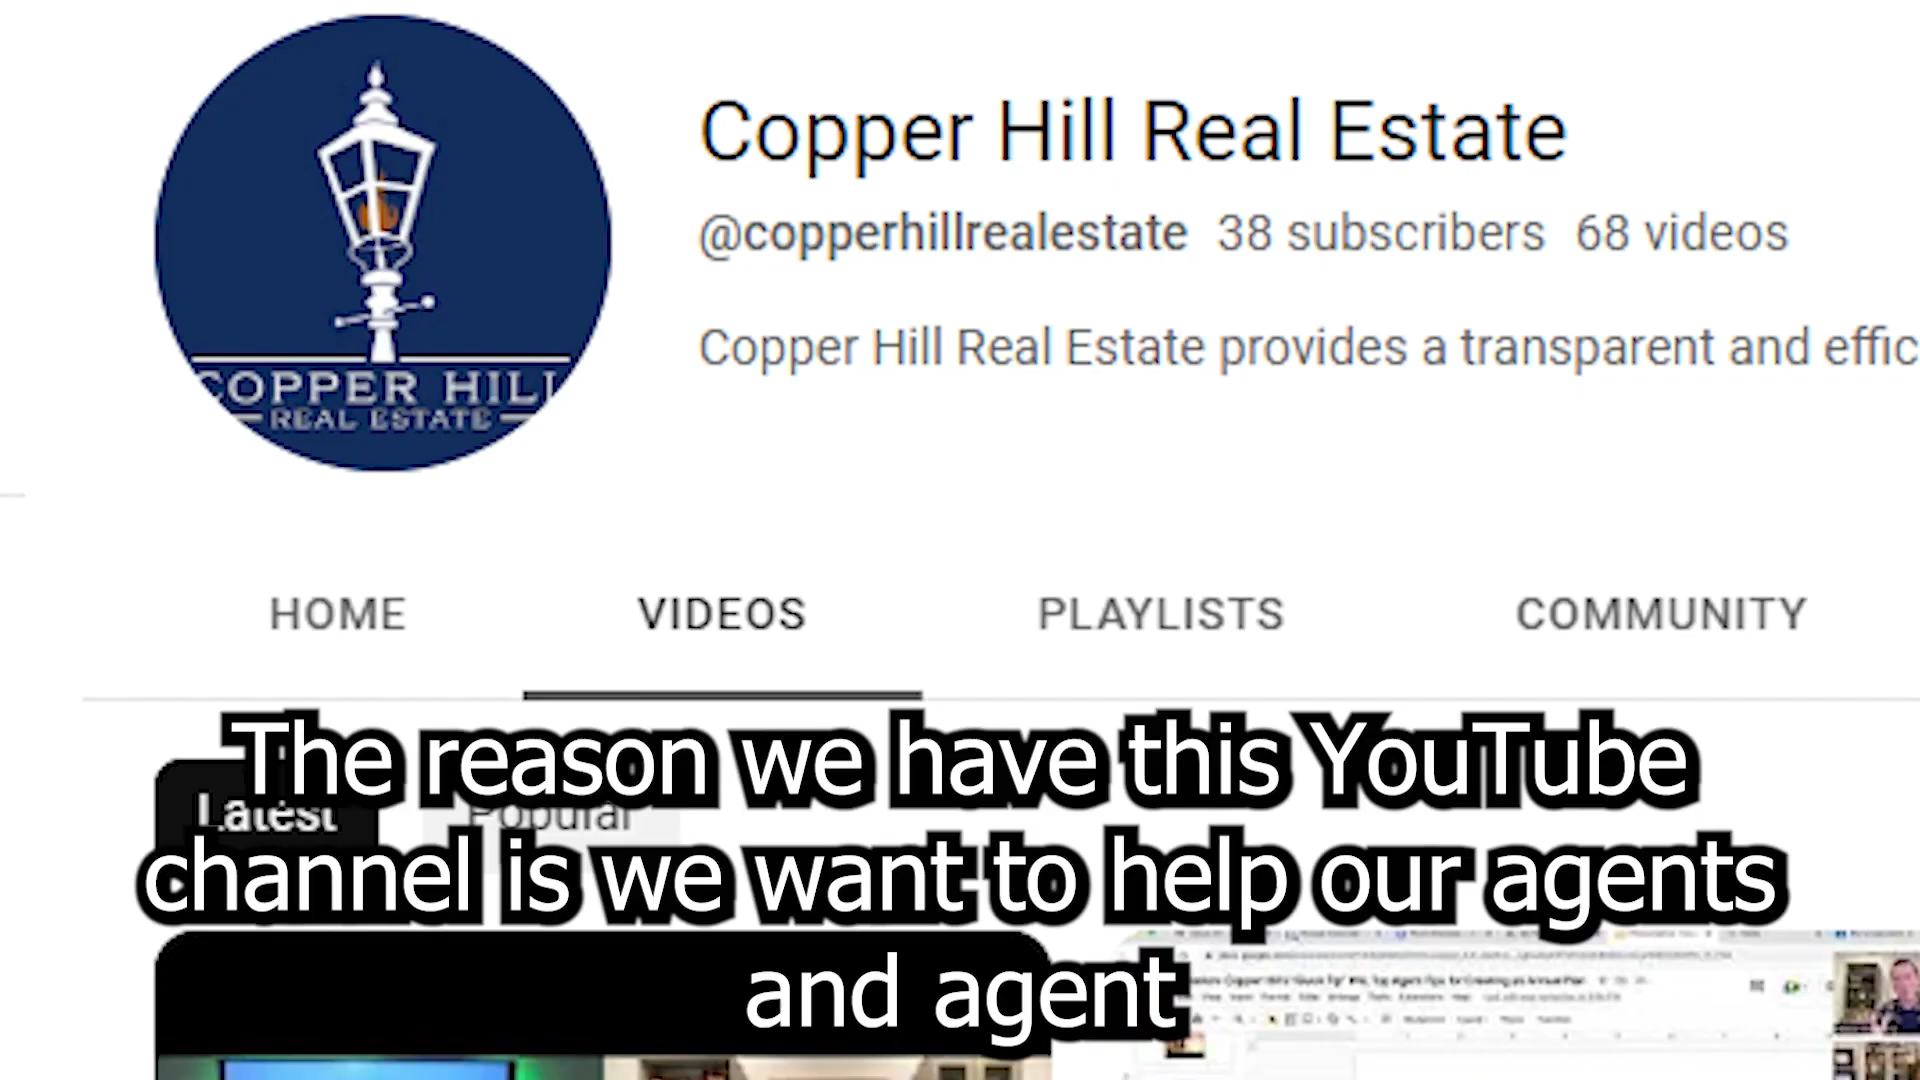 Copper Hill Real Estate
@copperhillrealestate 38 subscribers 68 videos
Copper Hill Real Estate provides a transparent and effic
COPPER HILL
REAL ESTATE
HOME VIDEOS PLAYLISTS COMMUNITY
Latest Popular
The reason we have this YouTube
channel is we want to help our agents
and agent